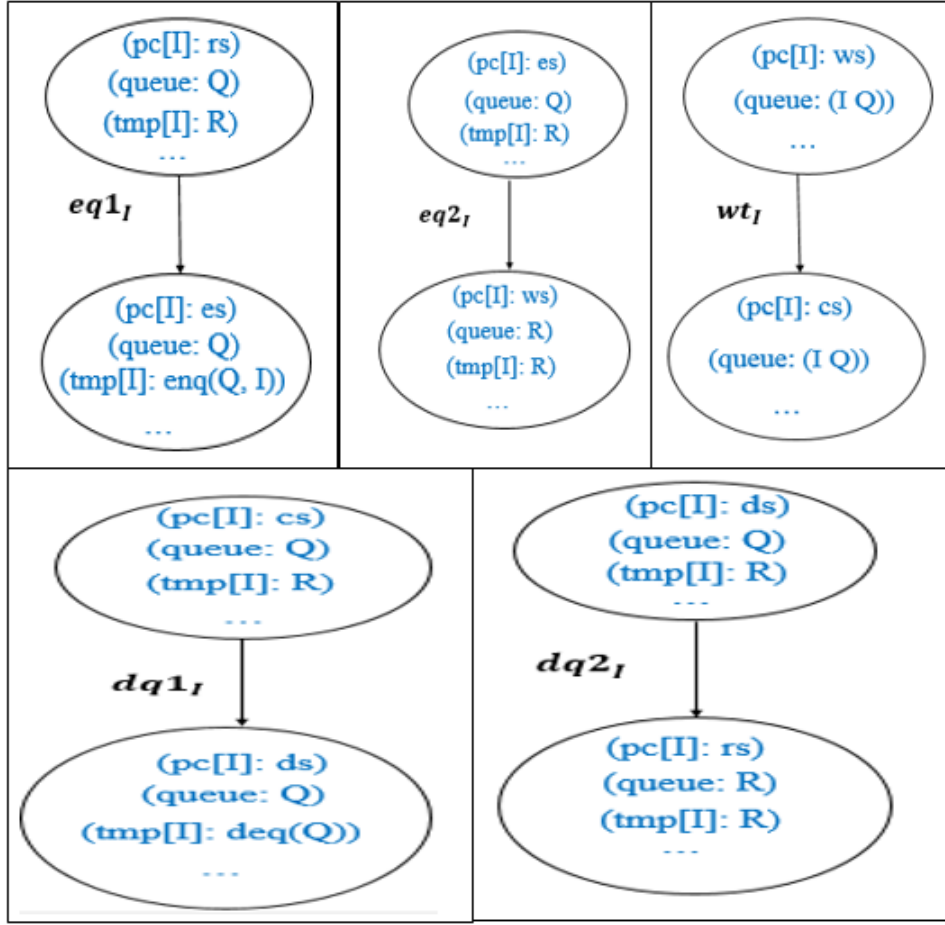 (pc[I]: rs)
(queue: Q)
(tmp[I]: R)
...
eq1_I
(pc[I]: es)
(queue: Q)
(tmp[I]: enq(Q, I))
...
(pc[I]: es)
(queue: Q)
(tmp[I]: R)
...
eq2_I
(pc[I]: ws)
(queue: R)
(tmp[I]: R)
...
(pc[I]: ws)
(queue: (I Q))
...
wt_I
(pc[I]: cs)
(queue: (I Q))
...
(pc[I]: cs)
(queue: Q)
(tmp[I]: R)
...
dq1_I
(pc[I]: ds)
(queue: Q)
(tmp[I]: deq(Q))
...
(pc[I]: ds)
(queue: Q)
(tmp[I]: R)
...
dq2_I
(pc[I]: rs)
(queue: R)
(tmp[I]: R)
...